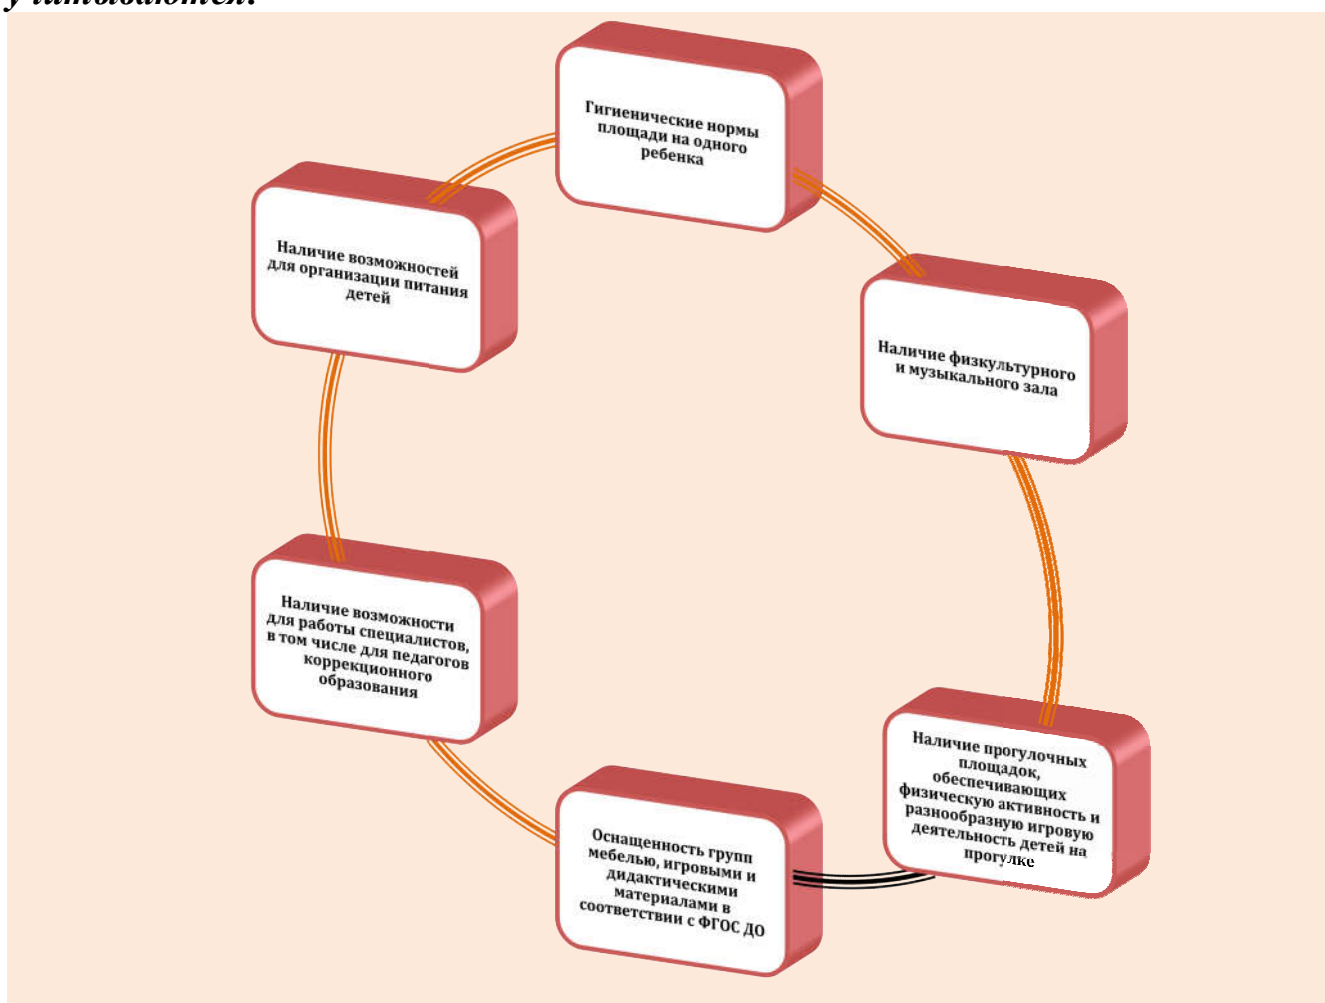 учитываются:
Гигиенические нормы
площади на одного
ребенка
Наличие физкультурного
и музыкального зала
Наличие прогулочных
площадок,
обеспечивающих
физическую активность и
разнообразную игровую
деятельность детей на
прогулке
Оснащенность групп
мебелью, игровыми и
дидактическими
материалами в
соответствии с ФГОС ДО
Наличие возможности
для работы специалистов,
в том числе для педагогов
коррекционного
образования
Наличие возможностей
для организации питания
детей